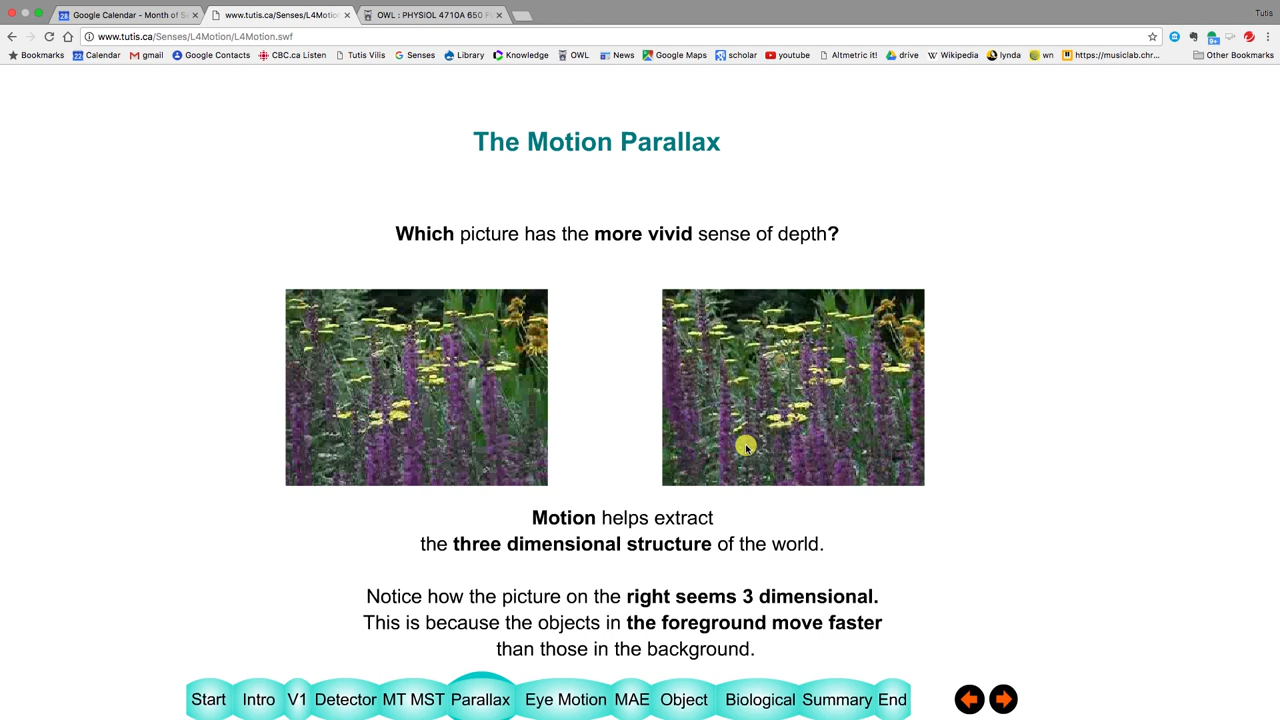 Google Calendar - Month of S
www.tutis.ca/Senses/L4Motio
OWL : PHYSIOL 4710A 650 F
Tutis
www.tutis.ca/Senses/L4Motion/L4Motion.swf
Bookmarks Calendar gmail Google Contacts CBC.ca Listen Tutis Vilis Senses Library Knowledge OWL News Google Maps scholar youtube Altmetric it! drive Wikipedia lynda wn https://musiclab.chr... Other Bookmarks
The Motion Parallax
Which picture has the more vivid sense of depth?
Motion helps extract
the three dimensional structure of the world.
Notice how the picture on the right seems 3 dimensional.
This is because the objects in the foreground move faster
than those in the background.
Start Intro V1 Detector MT MST Parallax Eye Motion MAE Object Biological Summary End